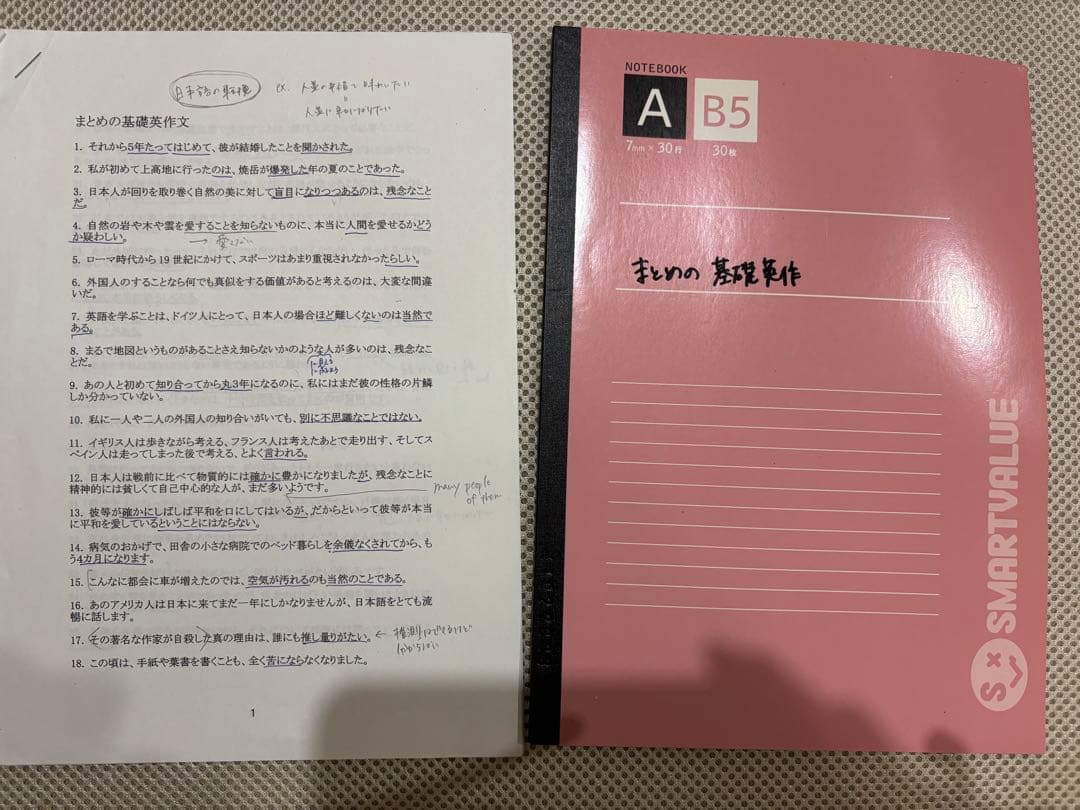 日本語の
ex. 人並の
人並に
まとめの基礎英作文
1. それから5年たってはじめて、彼が結婚したことを聞かされた。
2. 私が初めて上高地に行ったのは、焼岳が爆発した年の夏のことであった。
3. 日本人が回りを取り巻く自然の美に対して盲目になりつつあるのは、残念なこと
だ。
4. 自然の岩や木や雲を愛することを知らないものに、本当に人間を愛せるかどう
か疑わしい。
→ 愛せない
5. ローマ時代から19世紀にかけて、スポーツはあまり重視されなかったらしい。
6. 外国人のすることなら何でも真似をする価値があると考えるのは、大変な間違
いだ。
7. 英語を学ぶことは、ドイツ人にとって、日本人の場合ほど難しくないのは当然で
ある。
8. まるで地図というものがあることさえ知らないかのような人が多いのは、残念なこ
とだ。
9. あの人と初めて知り合ってから丸3年になるのに、私にはまだ彼の性格の片鱗
しか分かっていない。
10. 私に一人や二人の外国人の知り合いがいても、別に不思議なことではない。
11. イギリス人は歩きながら考える、フランス人は考えたあとで走り出す、そしてス
ペイン人は走ってしまった後で考える、とよく言われる。
12. 日本人は戦前に比べて物質的には確かに豊かになりましたが、残念なことに
精神的には貧しくて自己中心的な人が、まだ多いようです。
many people
of them
13. 彼等が確かにしばしば平和を口にしてはいるが、だからといって彼等が本当
に平和を愛しているということにはならない。
14. 病気のおかげで、田舎の小さな病院でのベッド暮らしを余儀なくされてから、も
う4カ月になります。
15. こんなに都会に車が増えたのでは、空気が汚れるのも当然のことである。
16. あのアメリカ人は日本に来てまだ一年にしかなりませんが、日本語をとても流
暢に話します。
17. その著名な作家が自殺した真の理由は、誰にも推し量りがたい。 ← 推測はできるけど
分からない
18. この頃は、手紙や葉書を書くことも、全く苦にならなくなりました。
1
NOTEBOOK
A B5
7mm × 30行 30枚
まとめの 基礎英作
SMARTVALUE